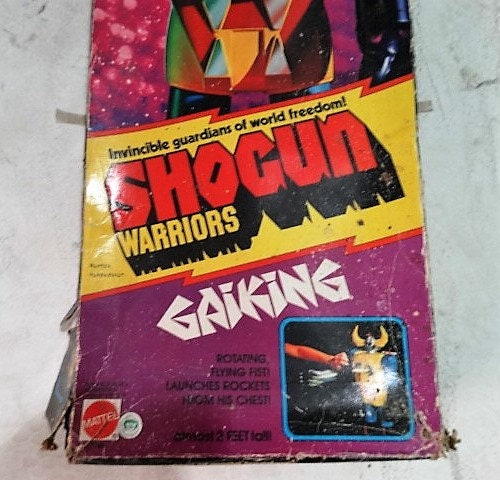 Invincible guardians of world freedom!
SHOGUN
WARRIORS
GAIKING
ROTATING,
FLYING FIST!
LAUNCHES ROCKETS
FROM HIS CHEST!
almost 2 FEET tall!
MATTEL